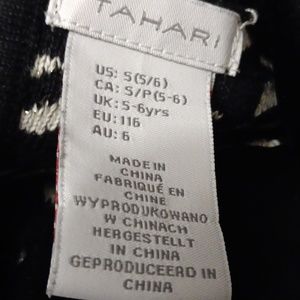 TAHARI
US: S(5/6)
CA: S/P(5-6)
UK: 5-6yrs
EU: 116
AU: 6
MADE IN
CHINA
FABRIQUÉ EN
CHINE
WYPRODUKOWANO
W CHINACH
HERGESTELLT
IN CHINA
GEPRODUCEERD IN
CHINA